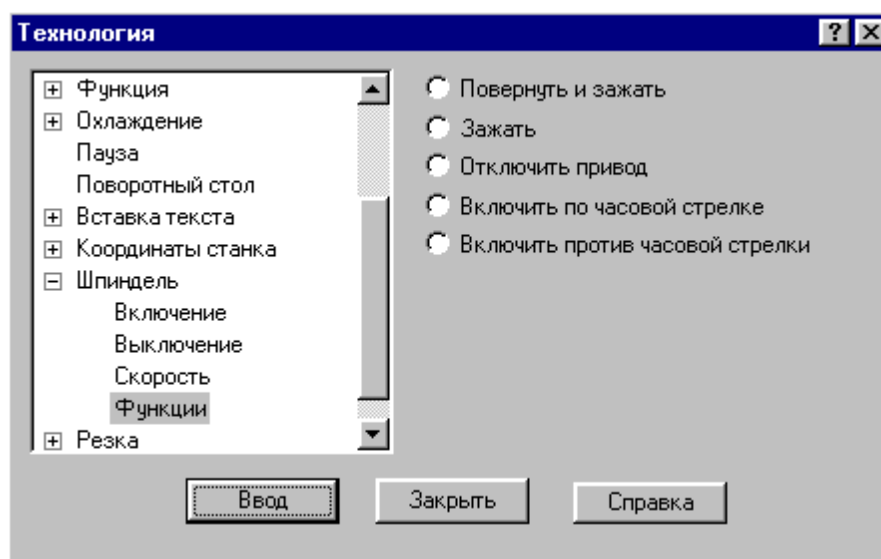 Технология
Функция
Охлаждение
Пауза
Поворотный стол
Вставка текста
Координаты станка
Шпиндель
Включение
Выключение
Скорость
Функции
Резка
Повернуть и зажать
Зажать
Отключить привод
Включить по часовой стрелке
Включить против часовой стрелки
Ввод
Закрыть
Справка